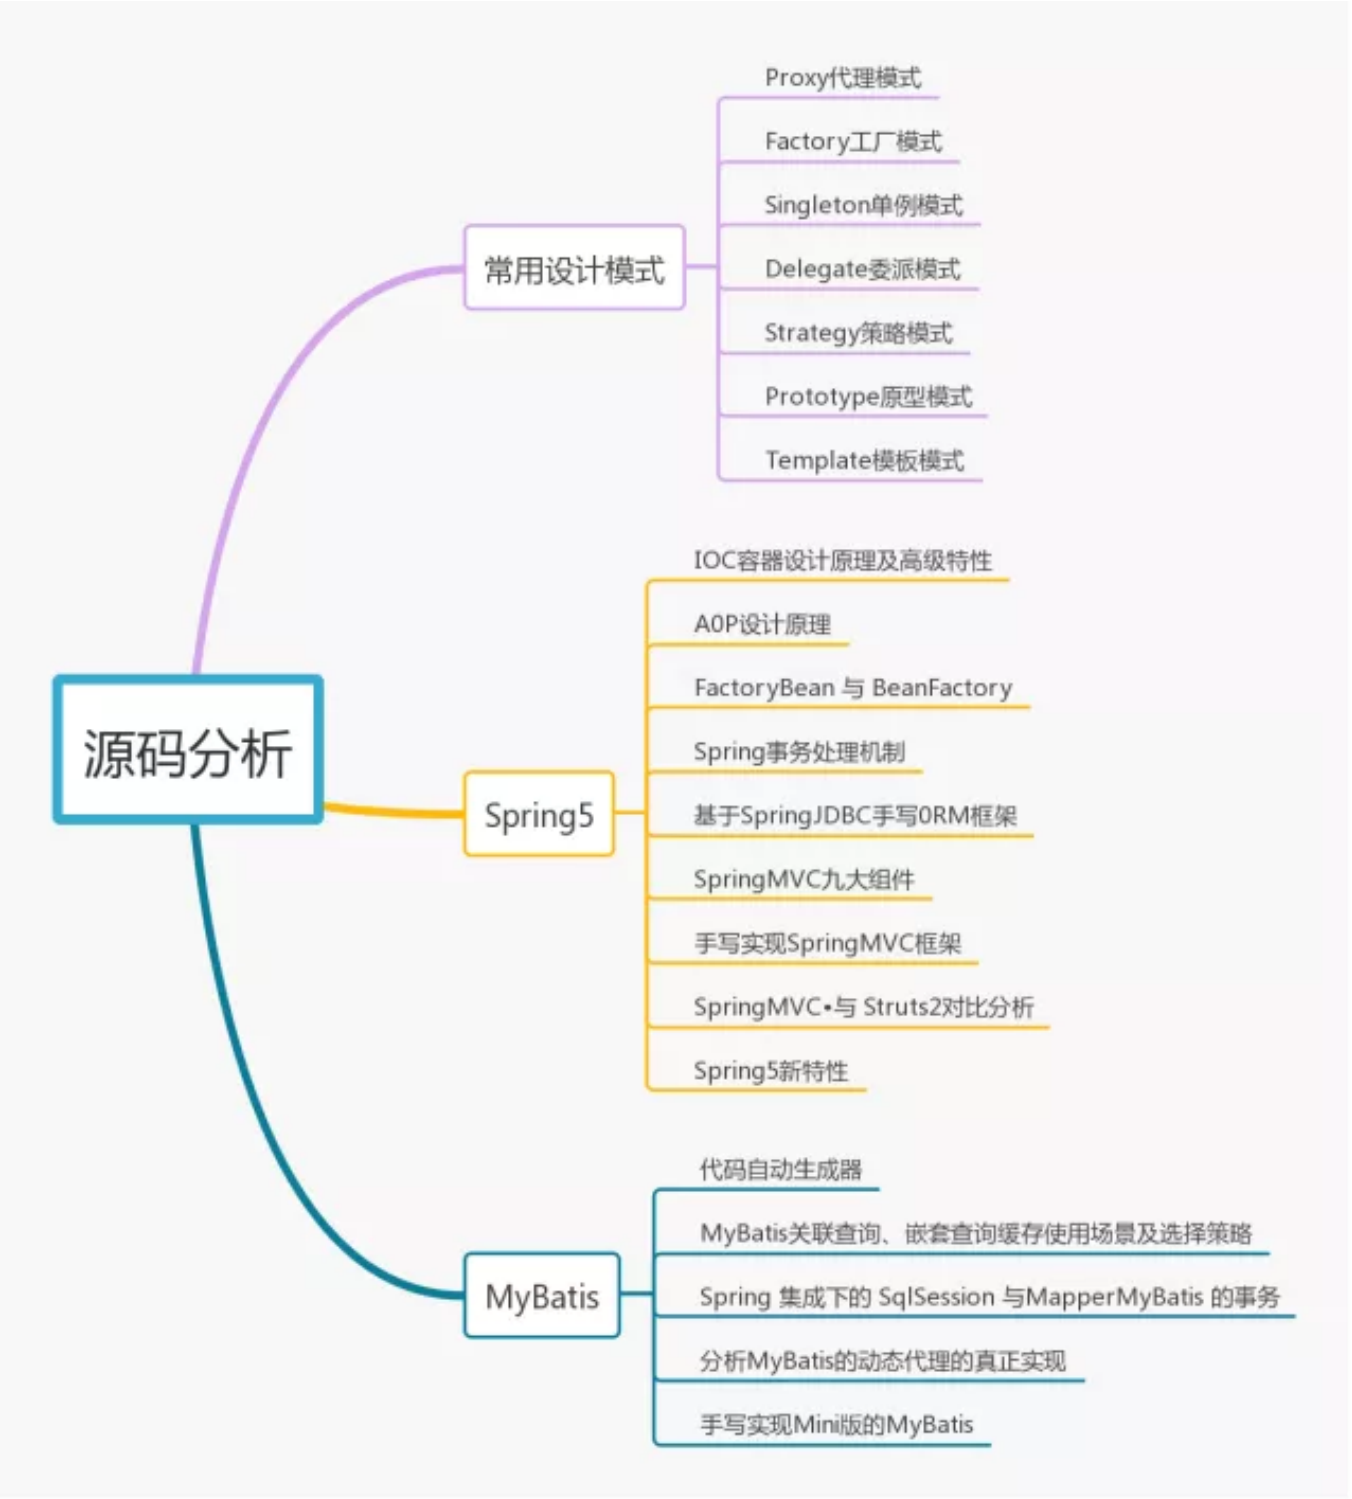 源码分析
常用设计模式
Proxy代理模式
Factory工厂模式
Singleton单例模式
Delegate委派模式
Strategy策略模式
Prototype原型模式
Template模板模式
Spring5
IOC容器设计原理及高级特性
A0P设计原理
FactoryBean 与 BeanFactory
Spring事务处理机制
基于SpringJDBC手写0RM框架
SpringMVC九大组件
手写实现SpringMVC框架
SpringMVC•与 Struts2对比分析
Spring5新特性
MyBatis
代码自动生成器
MyBatis关联查询、嵌套查询缓存使用场景及选择策略
Spring 集成下的 SqlSession 与MapperMyBatis 的事务
分析MyBatis的动态代理的真正实现
手写实现Mini版的MyBatis